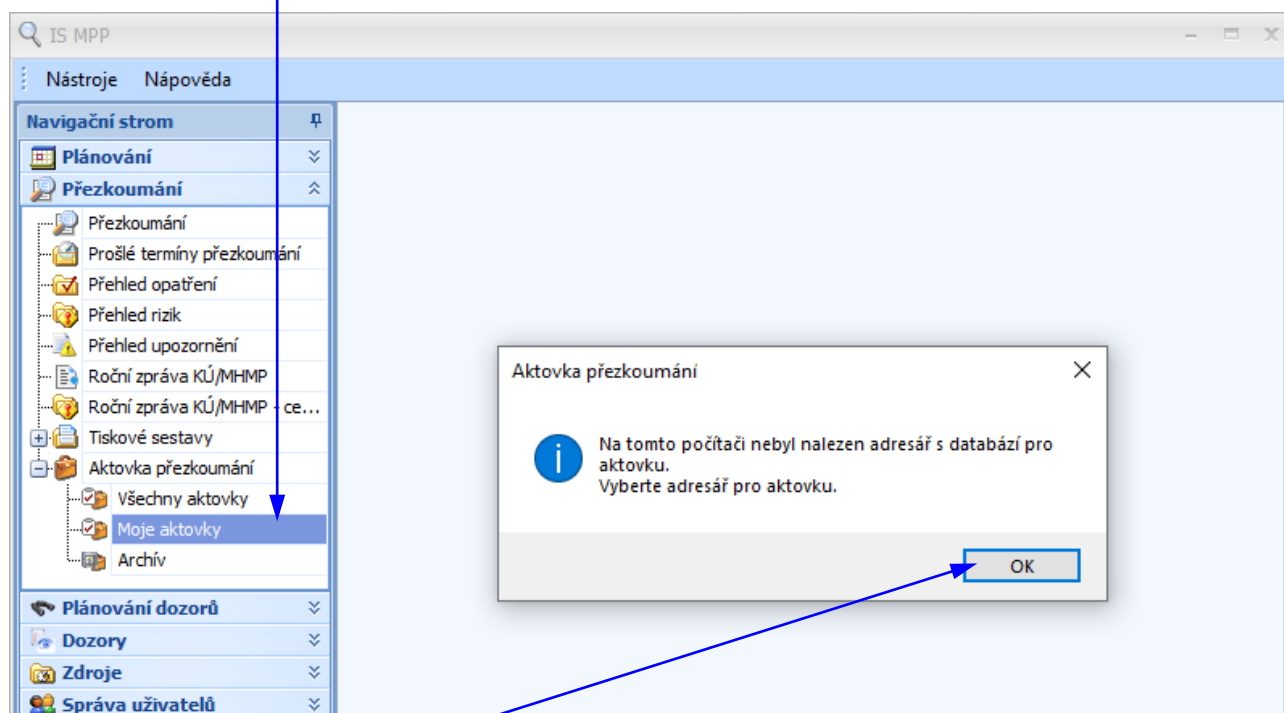 IS MPP
Nástroje Nápověda
Navigační strom
Plánování
Přezkoumání
Přezkoumání
Prošlé termíny přezkoumání
Přehled opatření
Přehled rizik
Přehled upozornění
Roční zpráva KÚ/MHMP
Roční zpráva KÚ/MHMP - ce...
Tiskové sestavy
Aktovka přezkoumání
Všechny aktovky
Moje aktovky
Archív
Plánování dozorů
Dozory
Zdroje
Správa uživatelů
Aktovka přezkoumání
Na tomto počítači nebyl nalezen adresář s databází pro
aktovku.
Vyberte adresář pro aktovku.
OK